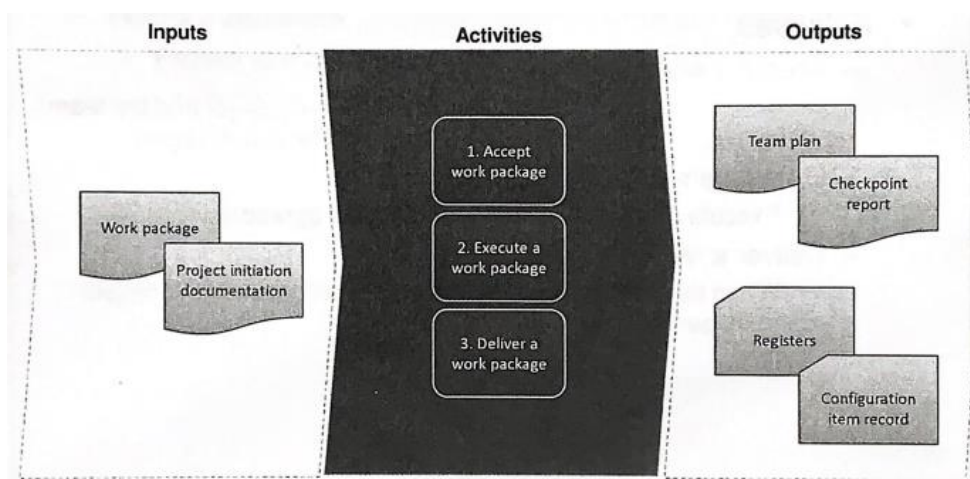 Inputs
Activities
Outputs
Work package
Project initiation
documentation
1. Accept
work package
2. Execute a
work package
3. Deliver a
work package
Team plan
Checkpoint
report
Registers
Configuration
item record